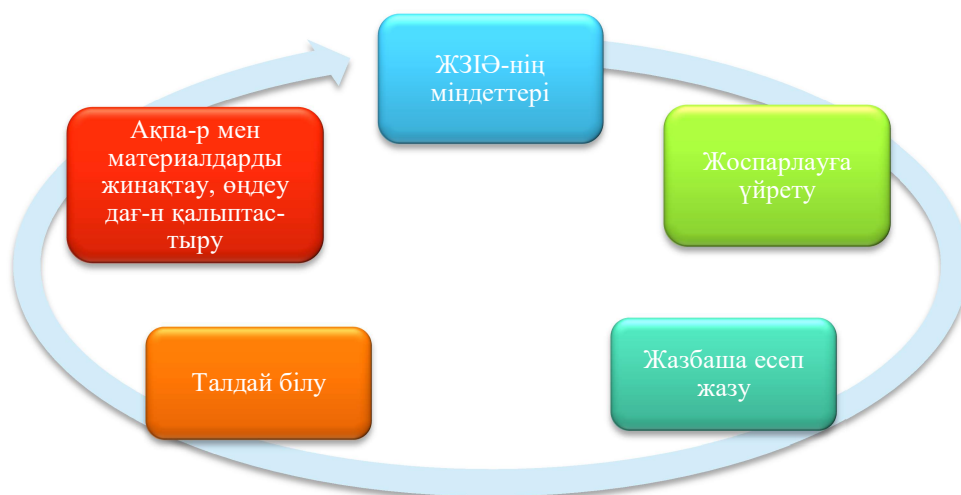 ЖЗІӘ-нің
міндеттері
Жоспарлауға
үйрету
Жазбаша есеп
жазу
Талдай білу
Ақпа-р мен
материалдарды
жинақтау, өңдеу
дағ-н қалыптас-
тыру